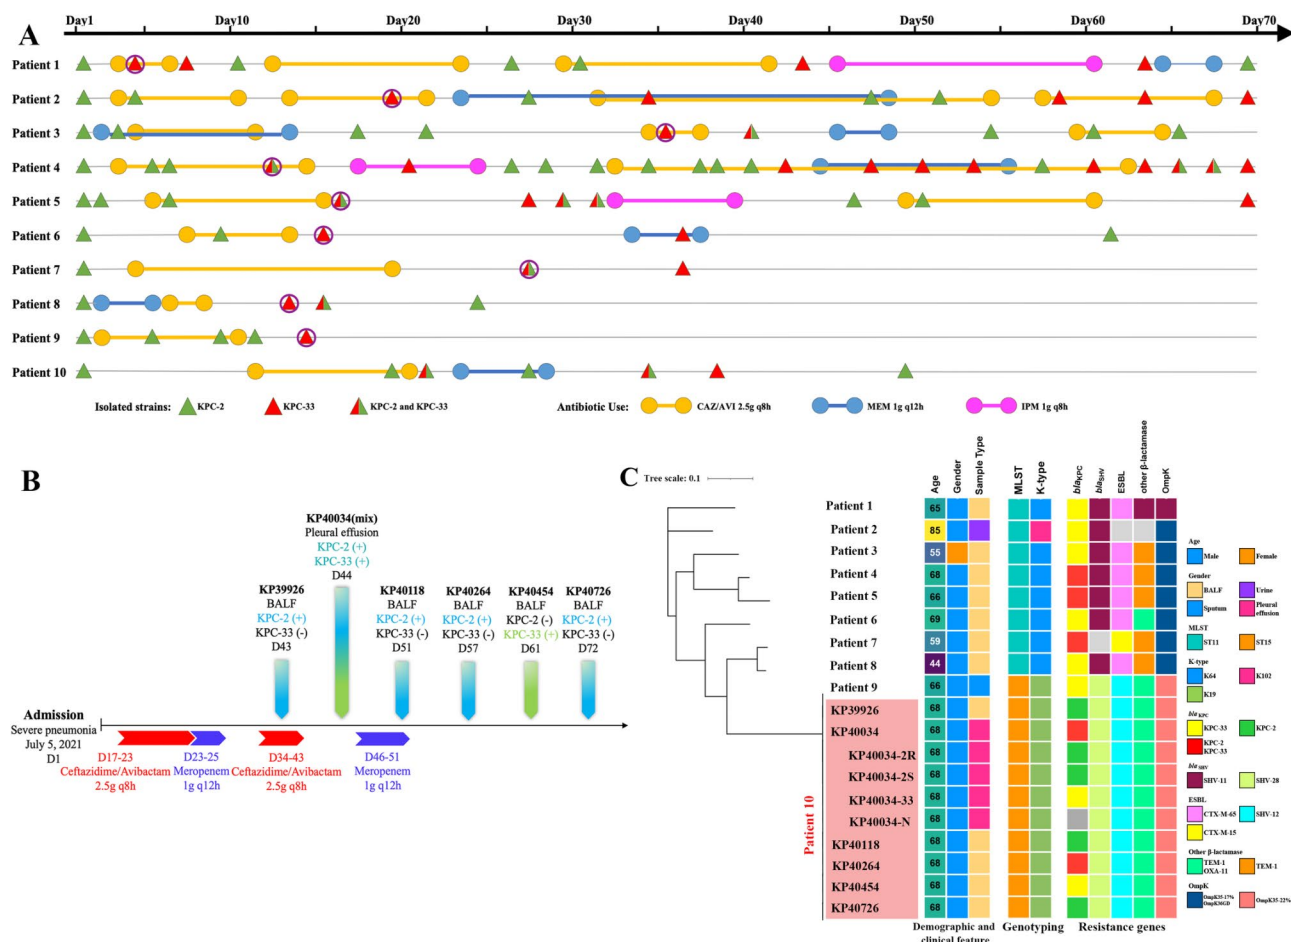 Day1 Day10 Day20 Day30 Day40 Day50 Day60 Day70
A
Patient 1
Patient 2
Patient 3
Patient 4
Patient 5
Patient 6
Patient 7
Patient 8
Patient 9
Patient 10
Isolated strains: KPC-2 KPC-33 KPC-2 and KPC-33 Antibiotic Use: CAZ/AVI 2.5g q8h MEM 1g q12h IPM 1g q8h
B
KP40034(mix)
Pleural effusion
KPC-2 (+)
KPC-33 (+)
D44
KP39926
BALF
KPC-2 (+)
KPC-33 (-)
D43
KP40118
BALF
KPC-2 (+)
KPC-33 (-)
D51
KP40264
BALF
KPC-2 (+)
KPC-33 (-)
D57
KP40454
BALF
KPC-2 (-)
KPC-33 (+)
D61
KP40726
BALF
KPC-2 (+)
KPC-33 (-)
D72
Admission
Severe pneumonia
July 5, 2021
D1
D17-23
Ceftazidime/Avibactam
2.5g q8h
D23-25
Meropenem
1g q12h
D34-43
Ceftazidime/Avibactam
2.5g q8h
D46-51
Meropenem
1g q12h
C
Tree scale: 0.1
Age Gender Sample Type MLST K-type blaKPC blaSHV ESBL other β-lactamase OmpK
Patient 1 65
Patient 2 85
Patient 3 55
Patient 4 68
Patient 5 66
Patient 6 69
Patient 7 59
Patient 8 44
Patient 9 66
Patient 10
KP39926 68
KP40034 68
KP40034-2R 68
KP40034-2S 68
KP40034-33 68
KP40034-N 68
KP40118 68
KP40264 68
KP40454 68
KP40726 68
Demographic and
clinical feature
Genotyping
Resistance genes
Age
Male Female
Gender
BALF Urine
Sputum Pleural
effusion
MLST
ST11 ST15
K-type
K64 K102
K19
bla KPC
KPC-33 KPC-2
KPC-2
KPC-33
bla SHV
SHV-11 SHV-28
ESBL
CTX-M-65 SHV-12
CTX-M-15
Other β-lactamase
TEM-1
OXA-11
TEM-1
OmpK
OmpK35-17%
OmpK36GD
OmpK35-22%